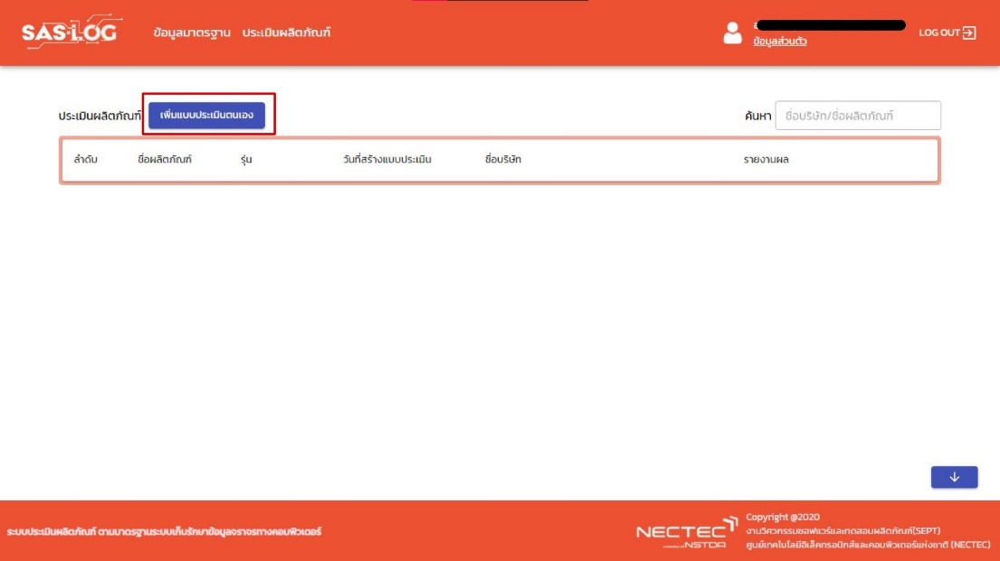 SAS-LOG
ข้อมูลมาตรฐาน ประเมินผลิตภัณฑ์
ข้อมูลส่วนตัว
LOG OUT
ประเมินผลิตภัณฑ์ เพิ่มแบบประเมินตนเอง
ค้นหา ชื่อบริษัท/ชื่อผลิตภัณฑ์
ลำดับ ชื่อผลิตภัณฑ์ รุ่น วันที่สร้างแบบประเมิน ชื่อบริษัท รายงานผล
ระบบประเมินผลิตภัณฑ์ ตามมาตรฐานระบบเก็บรักษาข้อมูลจราจรทางคอมพิวเตอร์
NECTEC
a member of NSTDA
Copyright @2020
งานวิศวกรรมซอฟแวร์และทดสอบผลิตภัณฑ์(SEPT)
ศูนย์เทคโนโลยีอิเล็กทรอนิกส์และคอมพิวเตอร์แห่งชาติ (NECTEC)